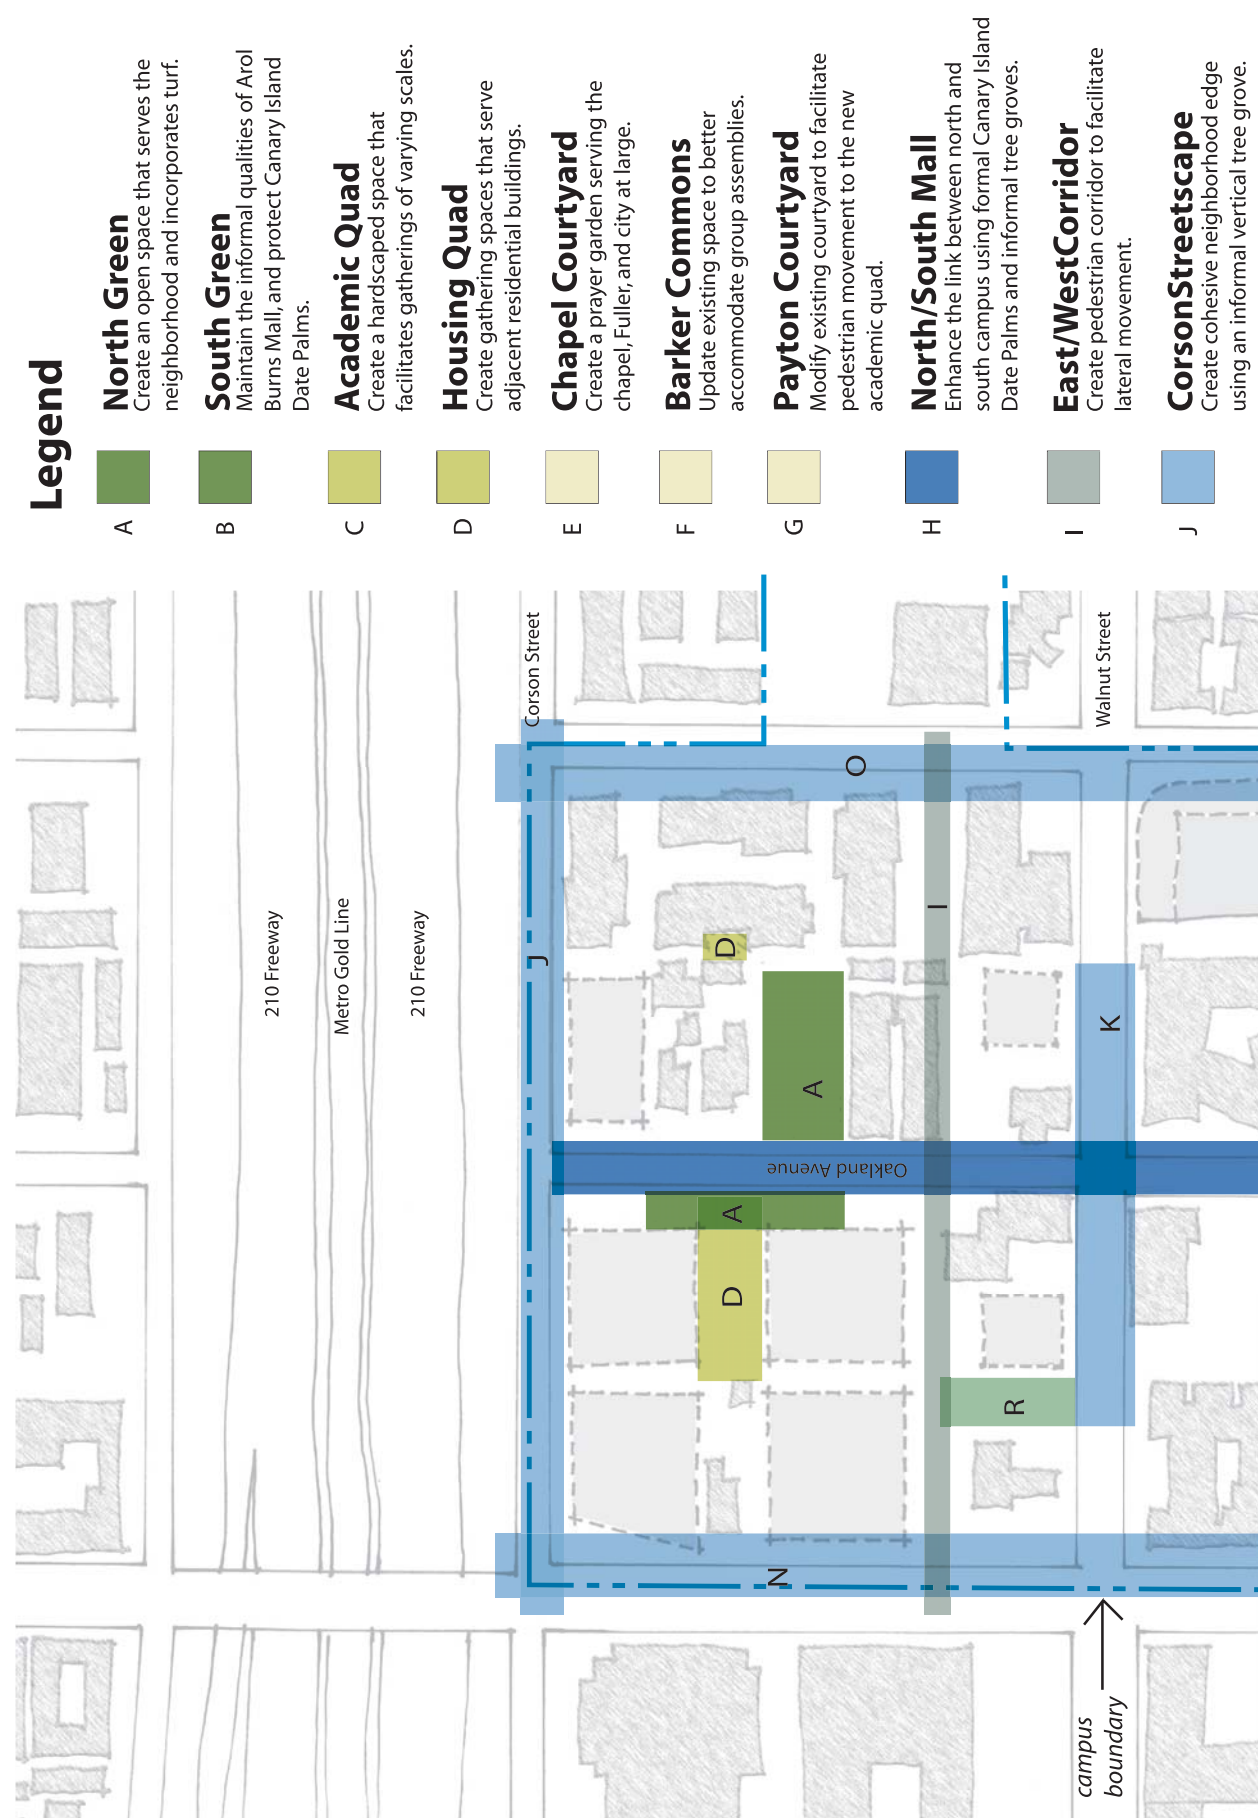 Legend
A
North Green
Create an open space that serves the
neighborhood and incorporates turf.
B
South Green
Maintain the informal qualities of Arol
Burns Mall, and protect Canary Island
Date Palms.
C
Academic Quad
Create a hardscaped space that
facilitates gatherings of varying scales.
D
Housing Quad
Create gathering spaces that serve
adjacent residential buildings.
E
Chapel Courtyard
Create a prayer garden serving the
chapel, Fuller, and city at large.
F
Barker Commons
Update existing space to better
accommodate group assemblies.
G
Payton Courtyard
Modify existing courtyard to facilitate
pedestrian movement to the new
academic quad.
H
North/South Mall
Enhance the link between north and
south campus using formal Canary Island
Date Palms and informal tree groves.
I
East/WestCorridor
Create pedestrian corridor to facilitate
lateral movement.
J
CorsonStreetscape
Create cohesive neighborhood edge
using an informal vertical tree grove.
210 Freeway
Metro Gold Line
210 Freeway
Corson Street
J
D
A
O
I
Walnut Street
K
Oakland Avenue
A
D
R
N
campus
boundary